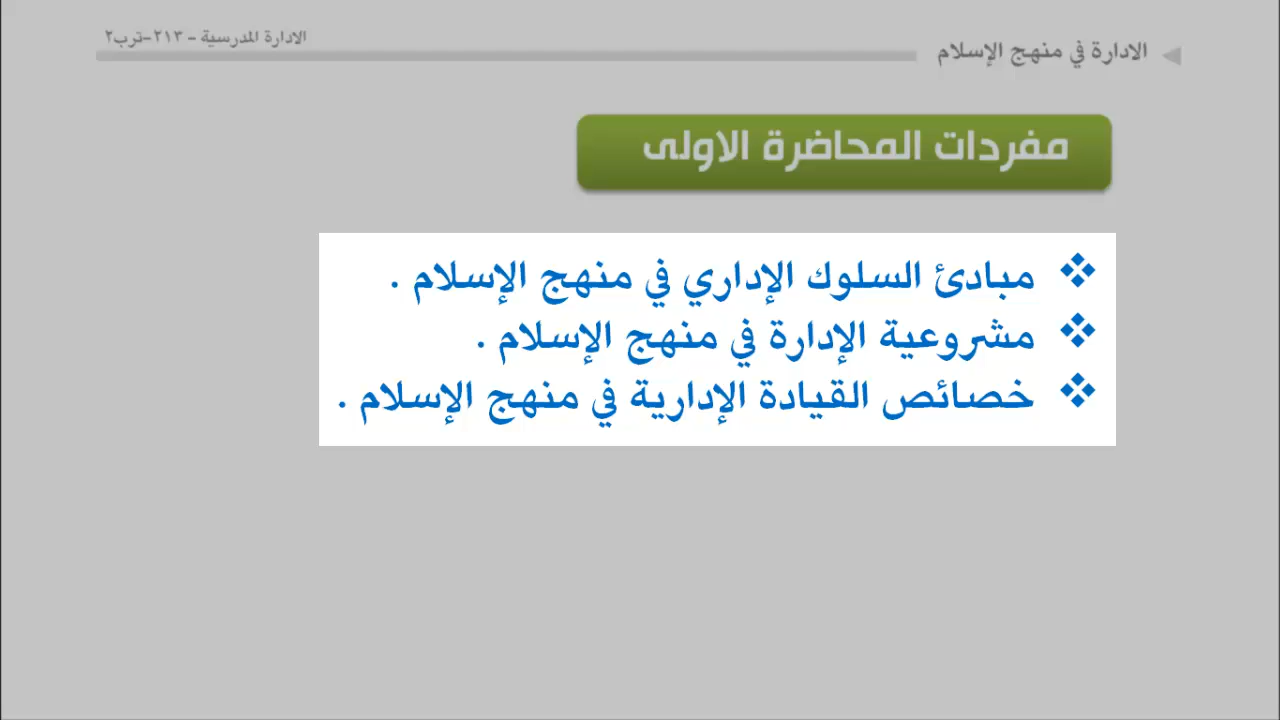 الادارة المدرسية - ٢١٣-ترب٢
الادارة في منهج الإسلام
مفردات المحاضرة الاولى
❖ مبادئ السلوك الإداري في منهج الإسلام .
❖ مشروعية الإدارة في منهج الإسلام .
❖ خصائص القيادة الإدارية في منهج الإسلام .